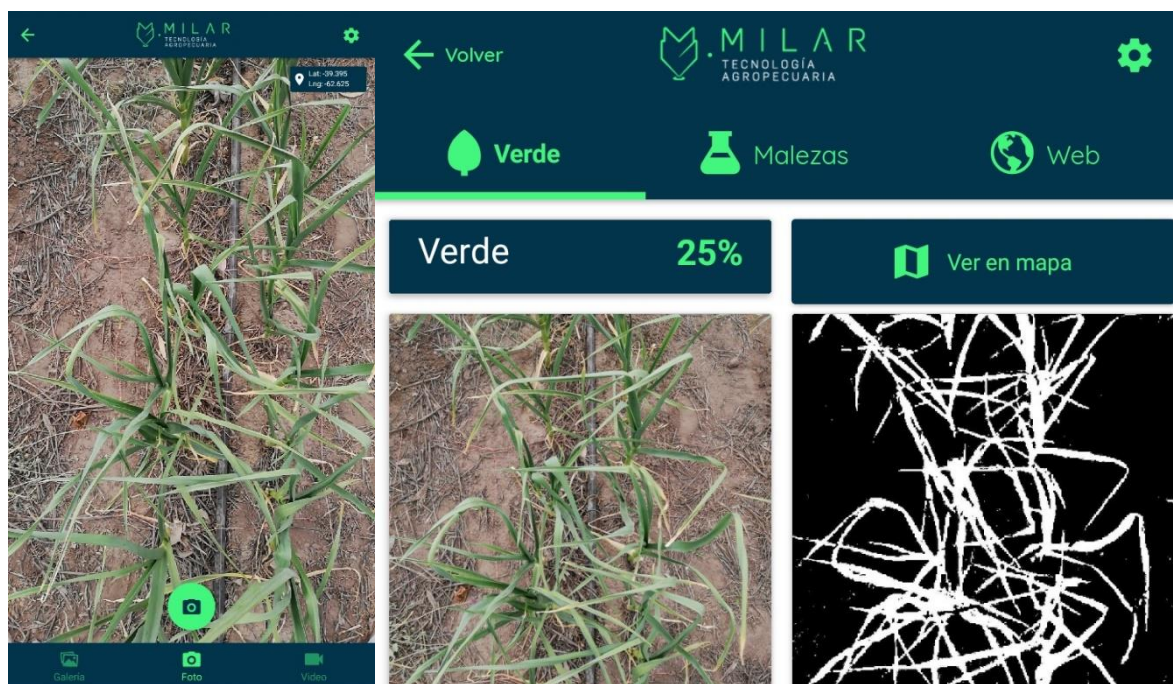 MILAR
TECNOLOGÍA
AGROPECUARIA
Lat:-39.395
Lng:-62.625
Galería
Foto
Video
Volver
MILAR
TECNOLOGÍA
AGROPECUARIA
Verde
Malezas
Web
Verde 25%
Ver en mapa